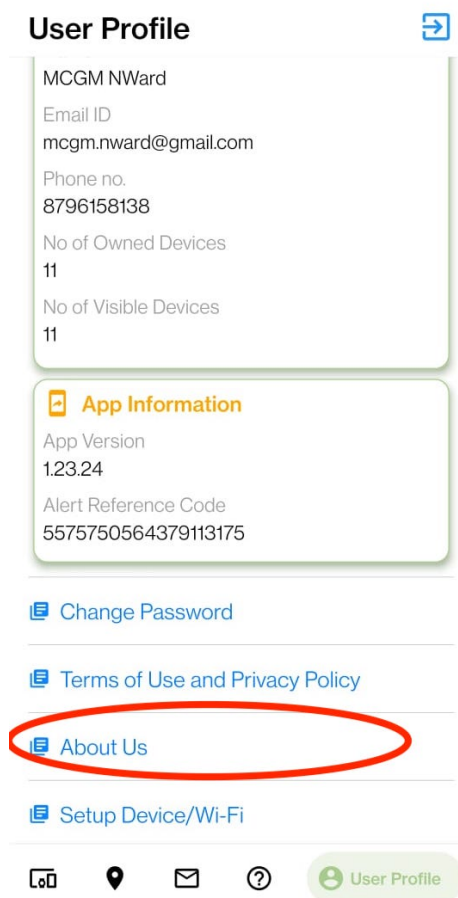 User Profile
MCGM NWard
Email ID
mcgm.nward@gmail.com
Phone no.
8796158138
No of Owned Devices
11
No of Visible Devices
11
App Information
App Version
1.23.24
Alert Reference Code
5575750564379113175
Change Password
Terms of Use and Privacy Policy
About Us
Setup Device/Wi-Fi
User Profile